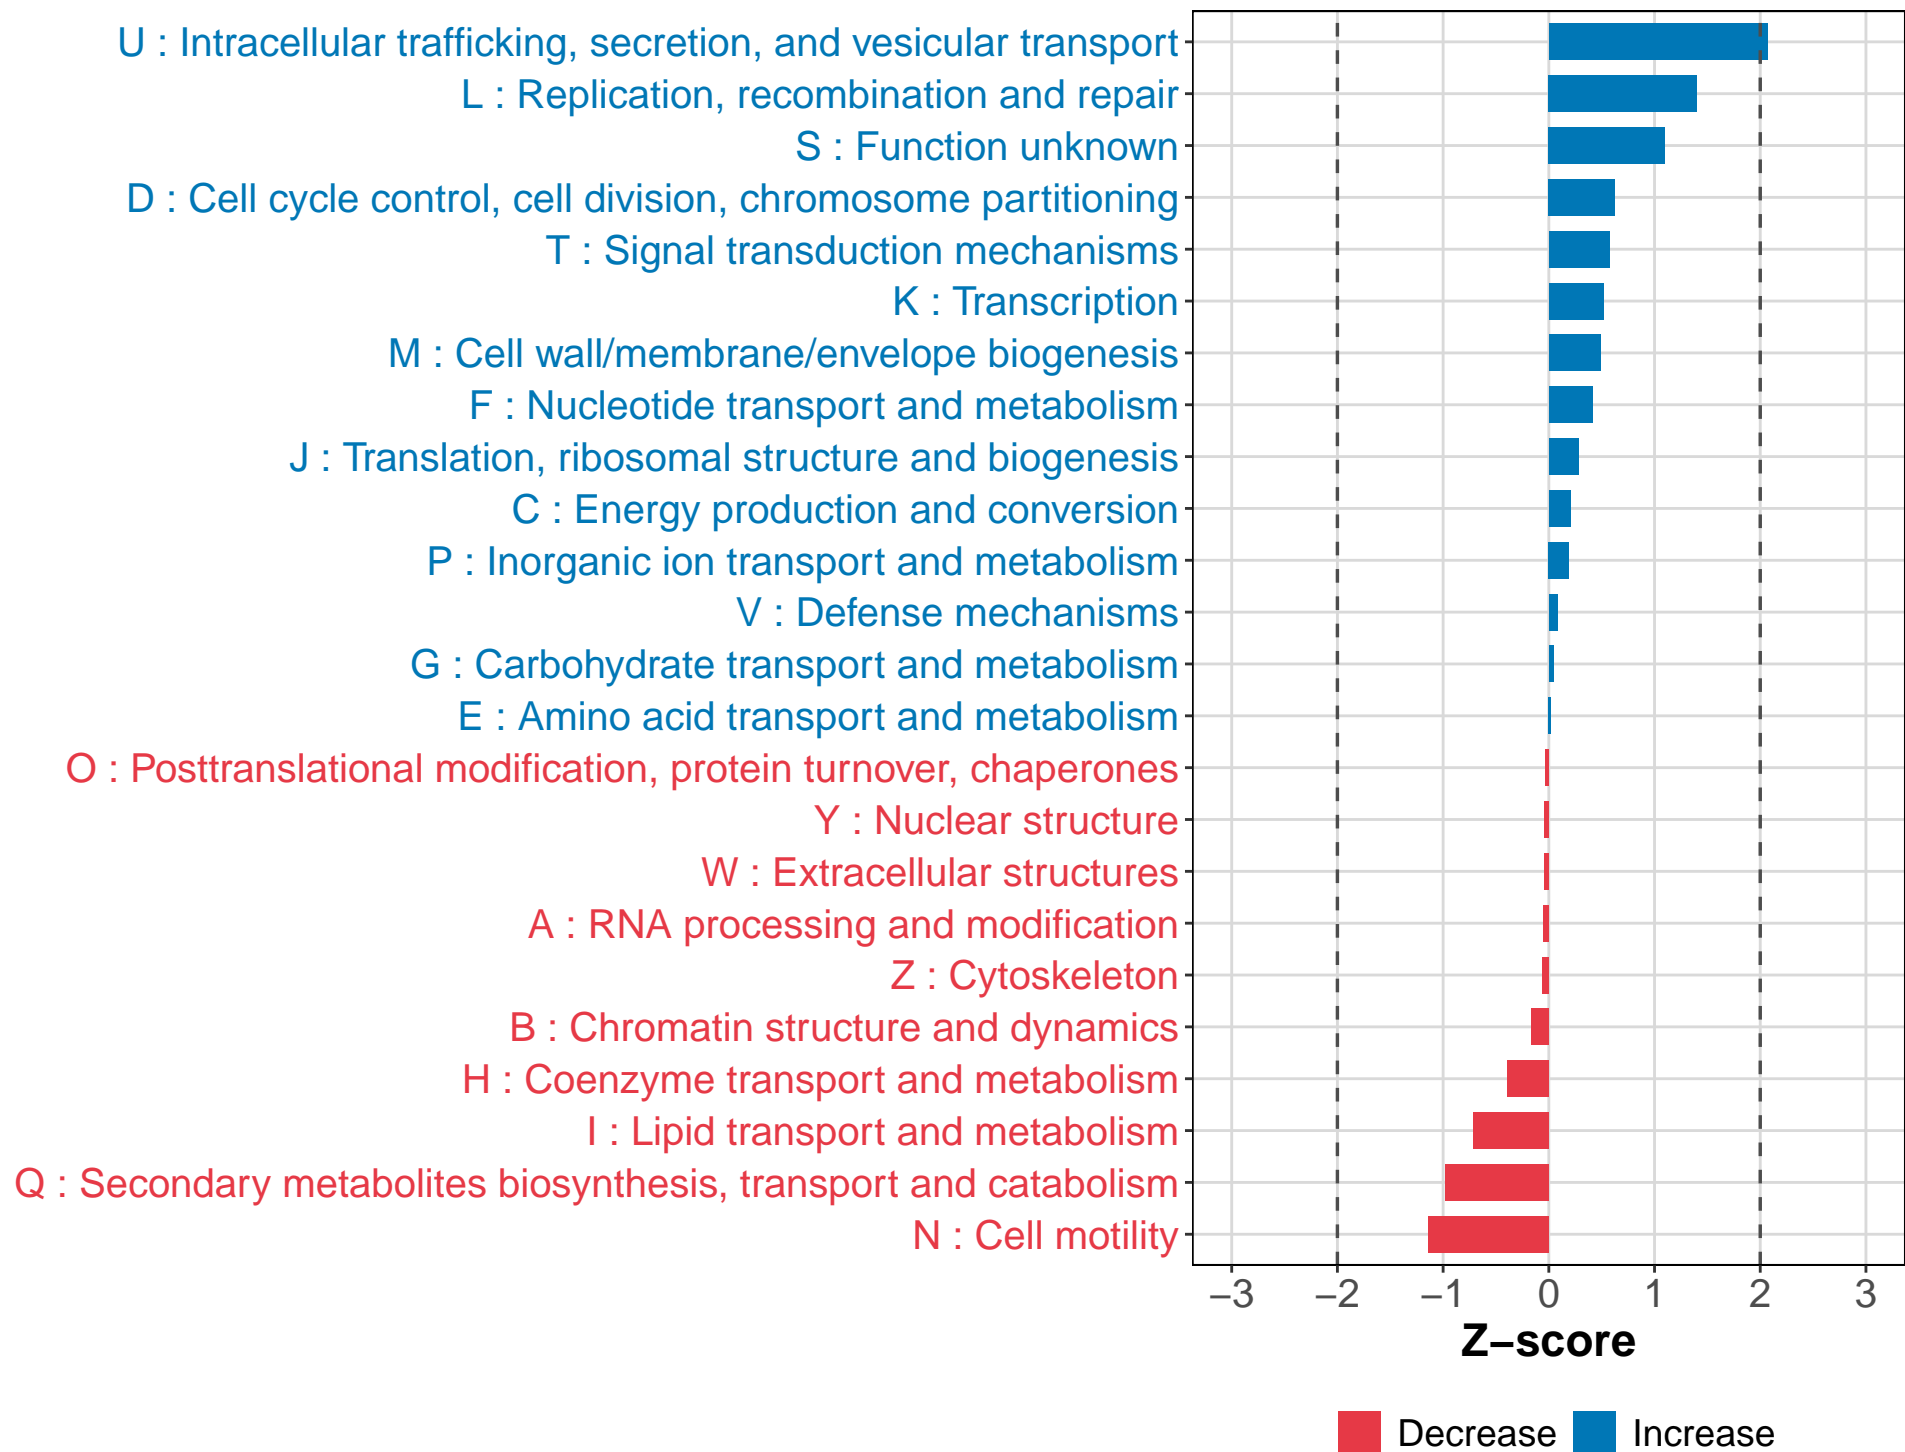 U : Intracellular trafficking, secretion, and vesicular transport
L : Replication, recombination and repair
S : Function unknown
D : Cell cycle control, cell division, chromosome partitioning
T : Signal transduction mechanisms
K : Transcription
M : Cell wall/membrane/envelope biogenesis
F : Nucleotide transport and metabolism
J : Translation, ribosomal structure and biogenesis
C : Energy production and conversion
P : Inorganic ion transport and metabolism
V : Defense mechanisms
G : Carbohydrate transport and metabolism
E : Amino acid transport and metabolism
O : Posttranslational modification, protein turnover, chaperones
Y : Nuclear structure
W : Extracellular structures
A : RNA processing and modification
Z : Cytoskeleton
B : Chromatin structure and dynamics
H : Coenzyme transport and metabolism
I : Lipid transport and metabolism
Q : Secondary metabolites biosynthesis, transport and catabolism
N : Cell motility
−3 −2 −1 0 1 2 3
Z−score
Decrease Increase